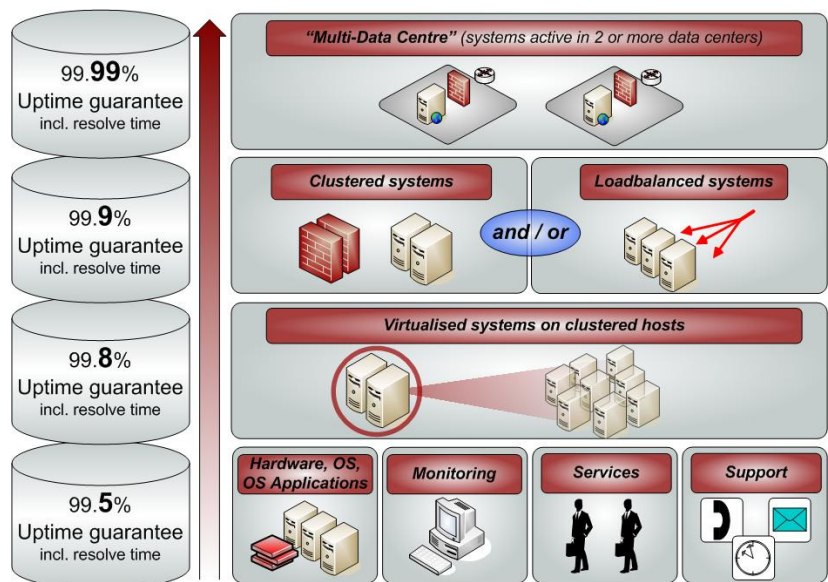 99.99%
Uptime guarantee
incl. resolve time
“Multi-Data Centre” (systems active in 2 or more data centers)
99.9%
Uptime guarantee
incl. resolve time
Clustered systems
and / or
Loadbalanced systems
99.8%
Uptime guarantee
incl. resolve time
Virtualised systems on clustered hosts
99.5%
Uptime guarantee
incl. resolve time
Hardware, OS,
OS Applications
Monitoring
Services
Support